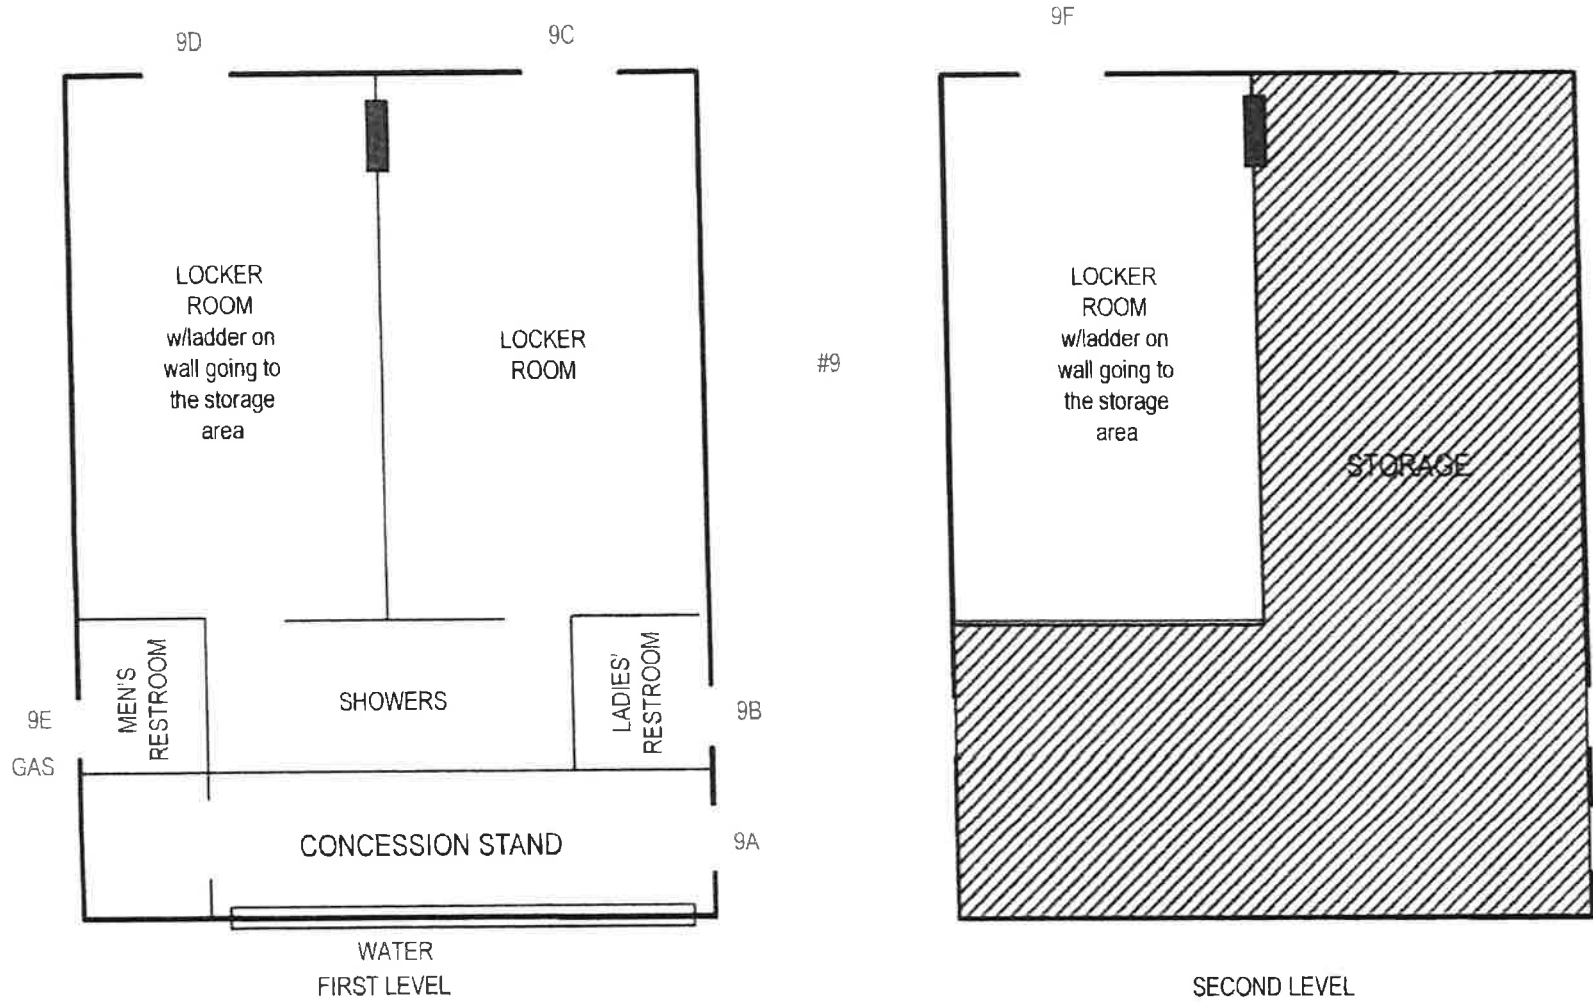 9D
9C
9F
LOCKER
ROOM
w/ladder on
wall going to
the storage
area
LOCKER
ROOM
#9
LOCKER
ROOM
w/ladder on
wall going to
the storage
area
STORAGE
MEN'S
RESTROOM
SHOWERS
LADIES'
RESTROOM
9E
9B
GAS
CONCESSION STAND
9A
WATER
FIRST LEVEL
SECOND LEVEL